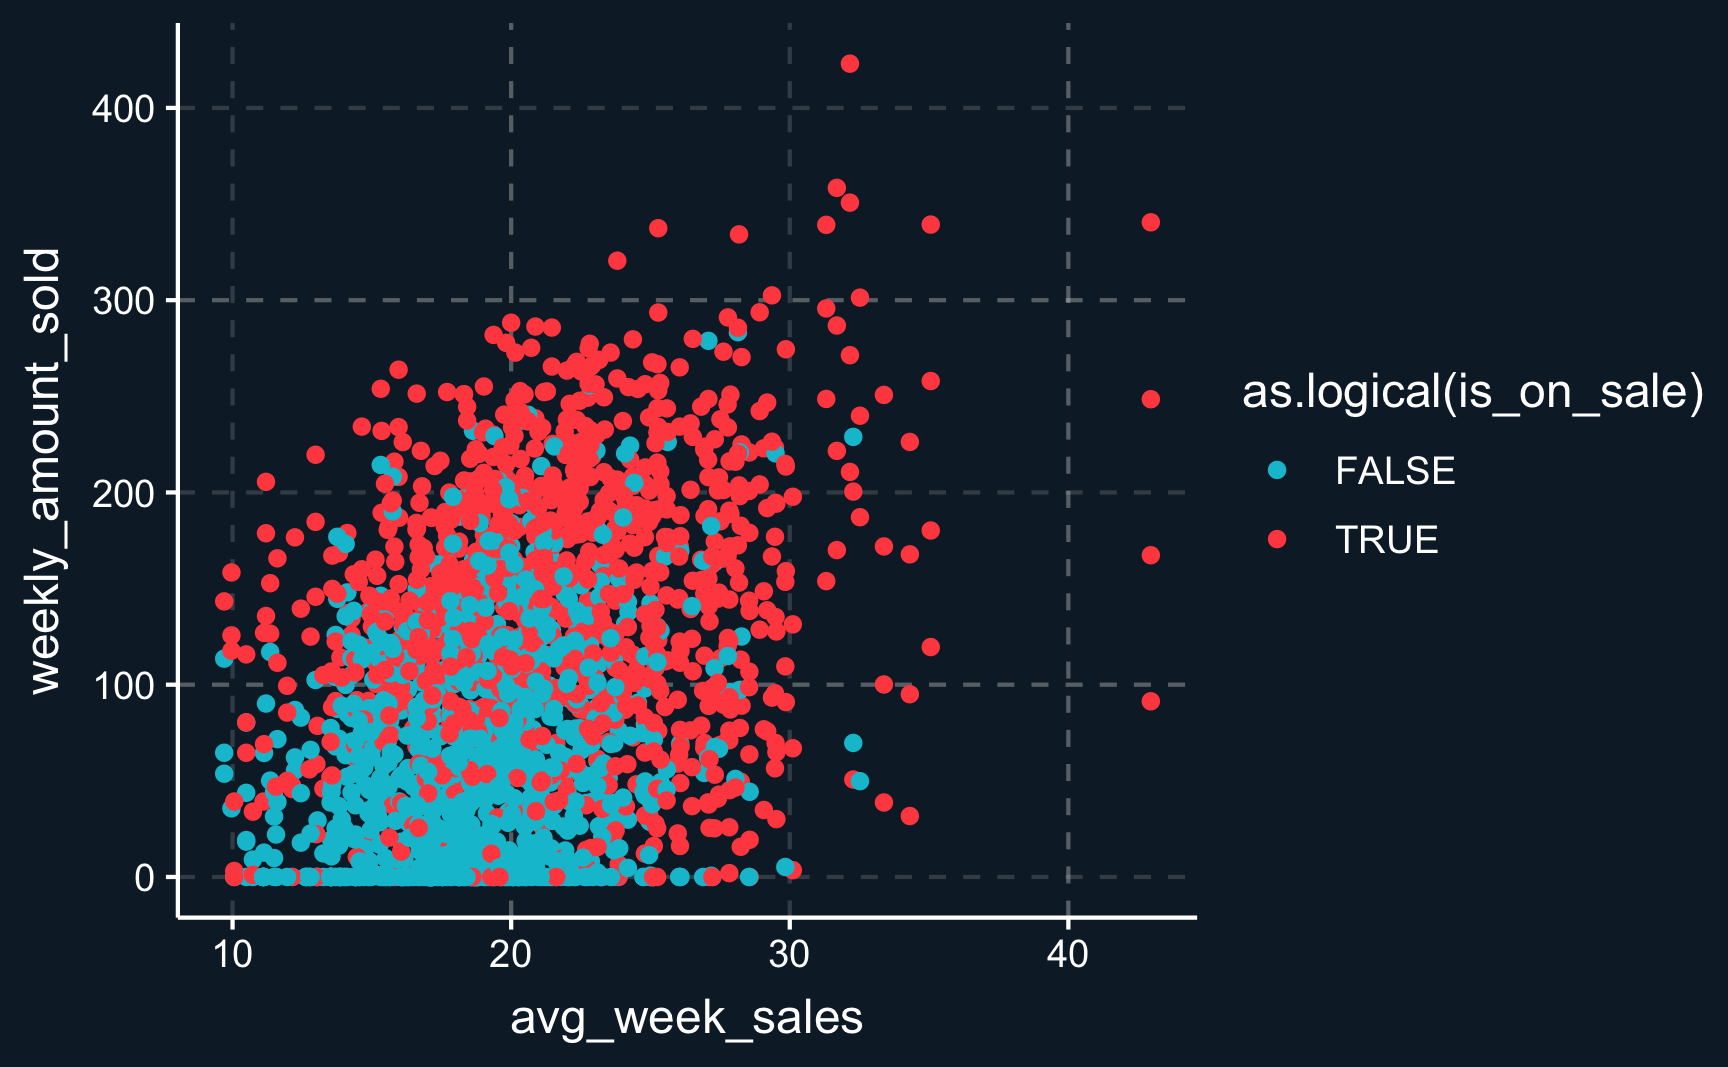 400
300
200
100
0
10 20 30 40
avg_week_sales
weekly_amount_sold
as.logical(is_on_sale)
FALSE
TRUE